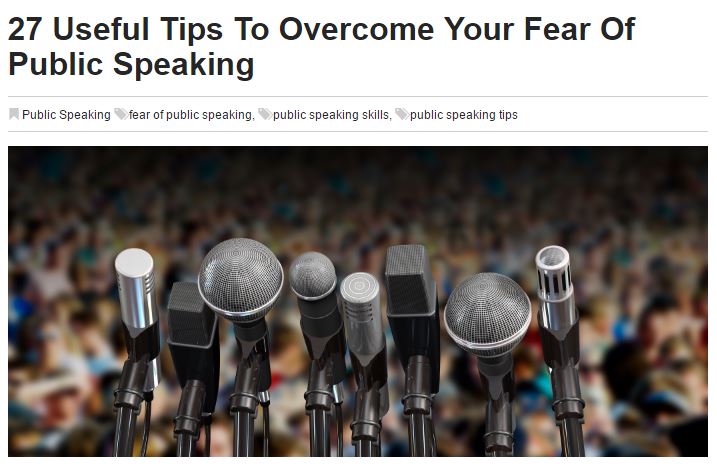 27 Useful Tips To Overcome Your Fear Of
Public Speaking
Public Speaking fear of public speaking, public speaking skills, public speaking tips